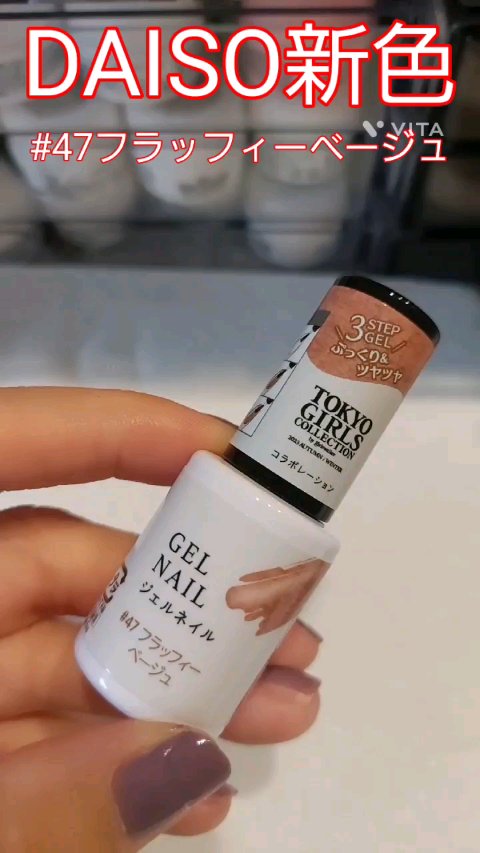 DAISO新色
VITA
#47フラッフィーベージュ
3 STEP
GEL
ぷっくり&
ツヤツヤ
TOKYO
GIRLS
COLLECTION
AUTUMN / WINTER
コラボレーション
GEL
NAIL
ジェルネイル
#47 フラッフィー
ベージュ